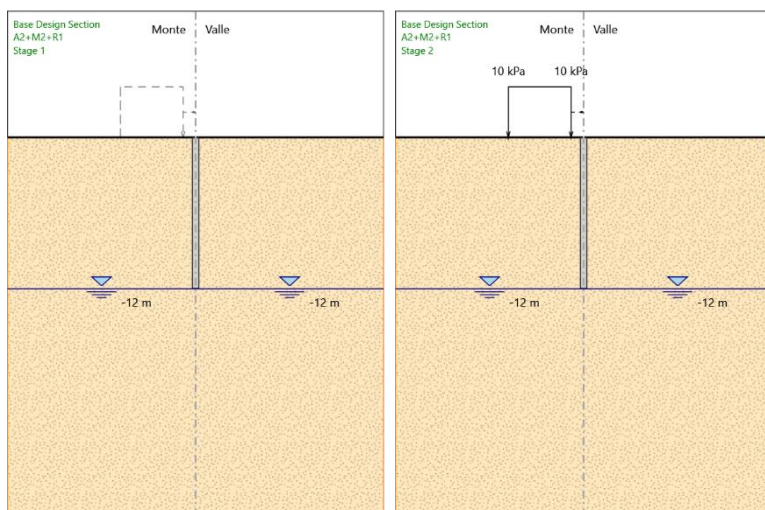 Base Design Section
A2+M2+R1
Stage 1
Monte Valle
-12 m -12 m
Base Design Section
A2+M2+R1
Stage 2
Monte Valle
10 kPa 10 kPa
-12 m -12 m